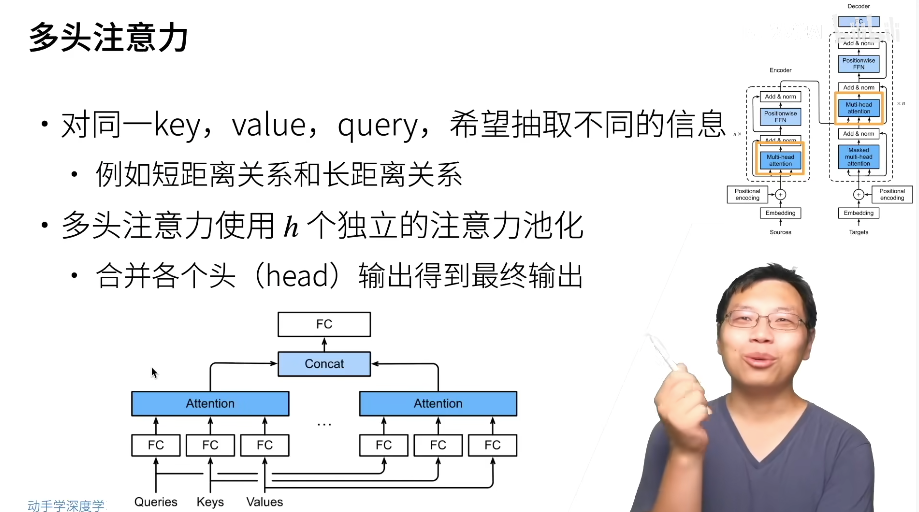 多头注意力
• 对同一key，value，query，希望抽取不同的信息
• 例如短距离关系和长距离关系
• 多头注意力使用 h 个独立的注意力池化
• 合并各个头（head）输出得到最终输出
FC
Concat
Attention
...
Attention
FC
FC
FC
FC
FC
FC
Queries
Keys
Values
动手学深度学
Encoder
Add & norm
Positionwise
FFN
Add & norm
Multi-head
attention
Positional
encoding
+
Embedding
Sources
Decoder
Add & norm
Positionwise
FFN
Add & norm
Muti-head
attention
Add & norm
Masked
multi-head
attention
+
Positional
encoding
Embedding
Targets